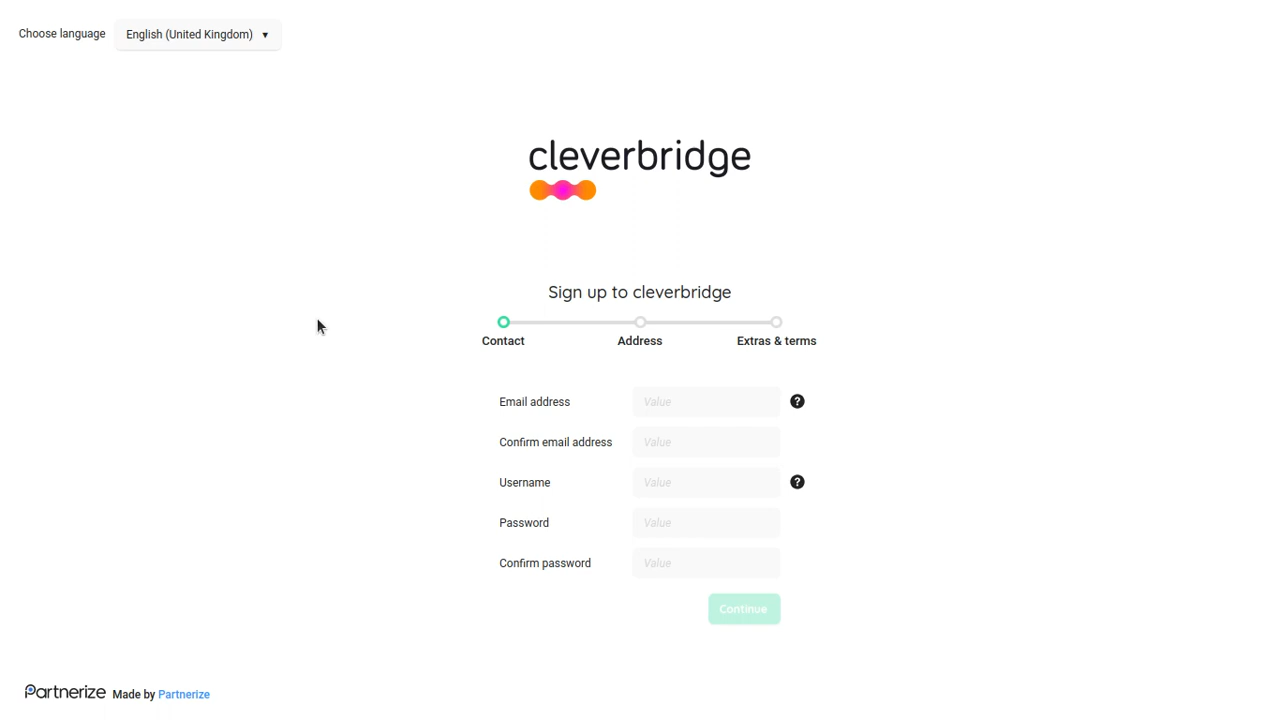 Choose language
English (United Kingdom) ▼
cleverbridge
Sign up to cleverbridge
Contact
Address
Extras & terms
Email address
Value
?
Confirm email address
Value
Username
Value
?
Password
Value
Confirm password
Value
Continue
Partnerize Made by Partnerize